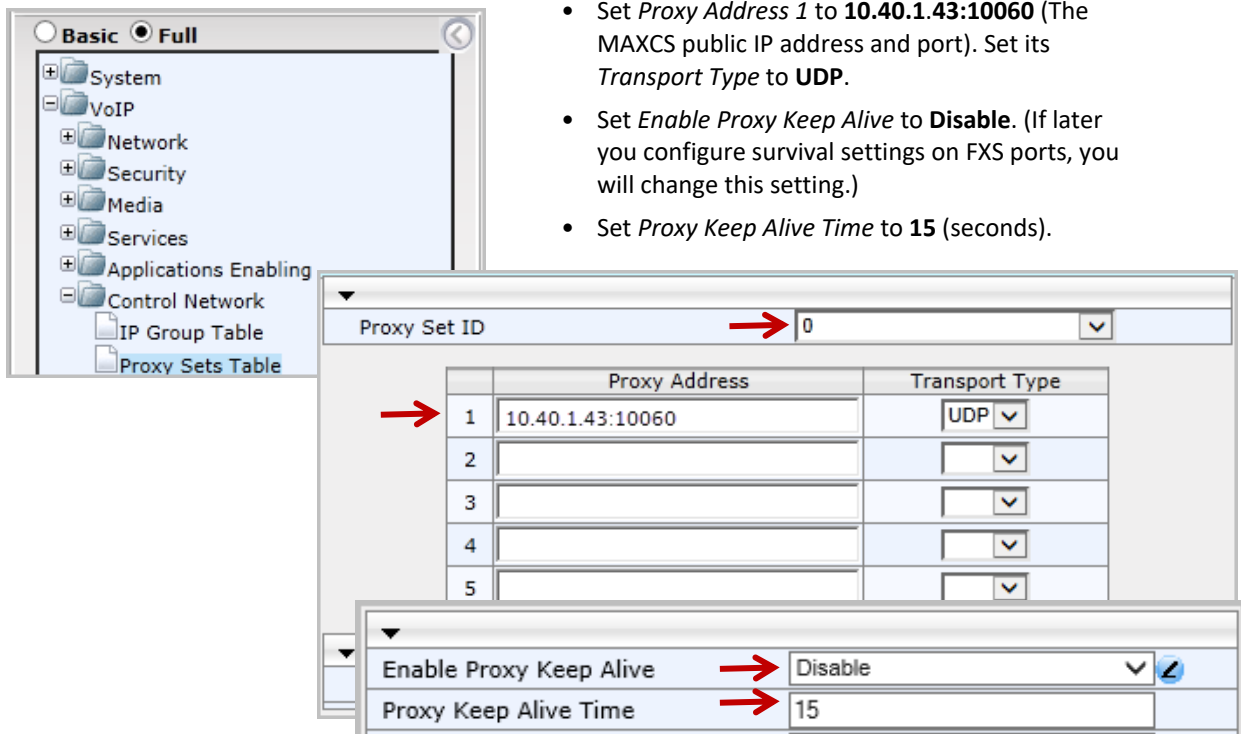 Basic Full
System
VoIP
Network
Security
Media
Services
Applications Enabling
Control Network
IP Group Table
Proxy Sets Table
• Set Proxy Address 1 to 10.40.1.43:10060 (The
MAXCS public IP address and port). Set its
Transport Type to UDP.
• Set Enable Proxy Keep Alive to Disable. (If later
you configure survival settings on FXS ports, you
will change this setting.)
• Set Proxy Keep Alive Time to 15 (seconds).
Proxy Set ID 0
Proxy Address Transport Type
1 10.40.1.43:10060 UDP
2
3
4
5
Enable Proxy Keep Alive Disable
Proxy Keep Alive Time 15